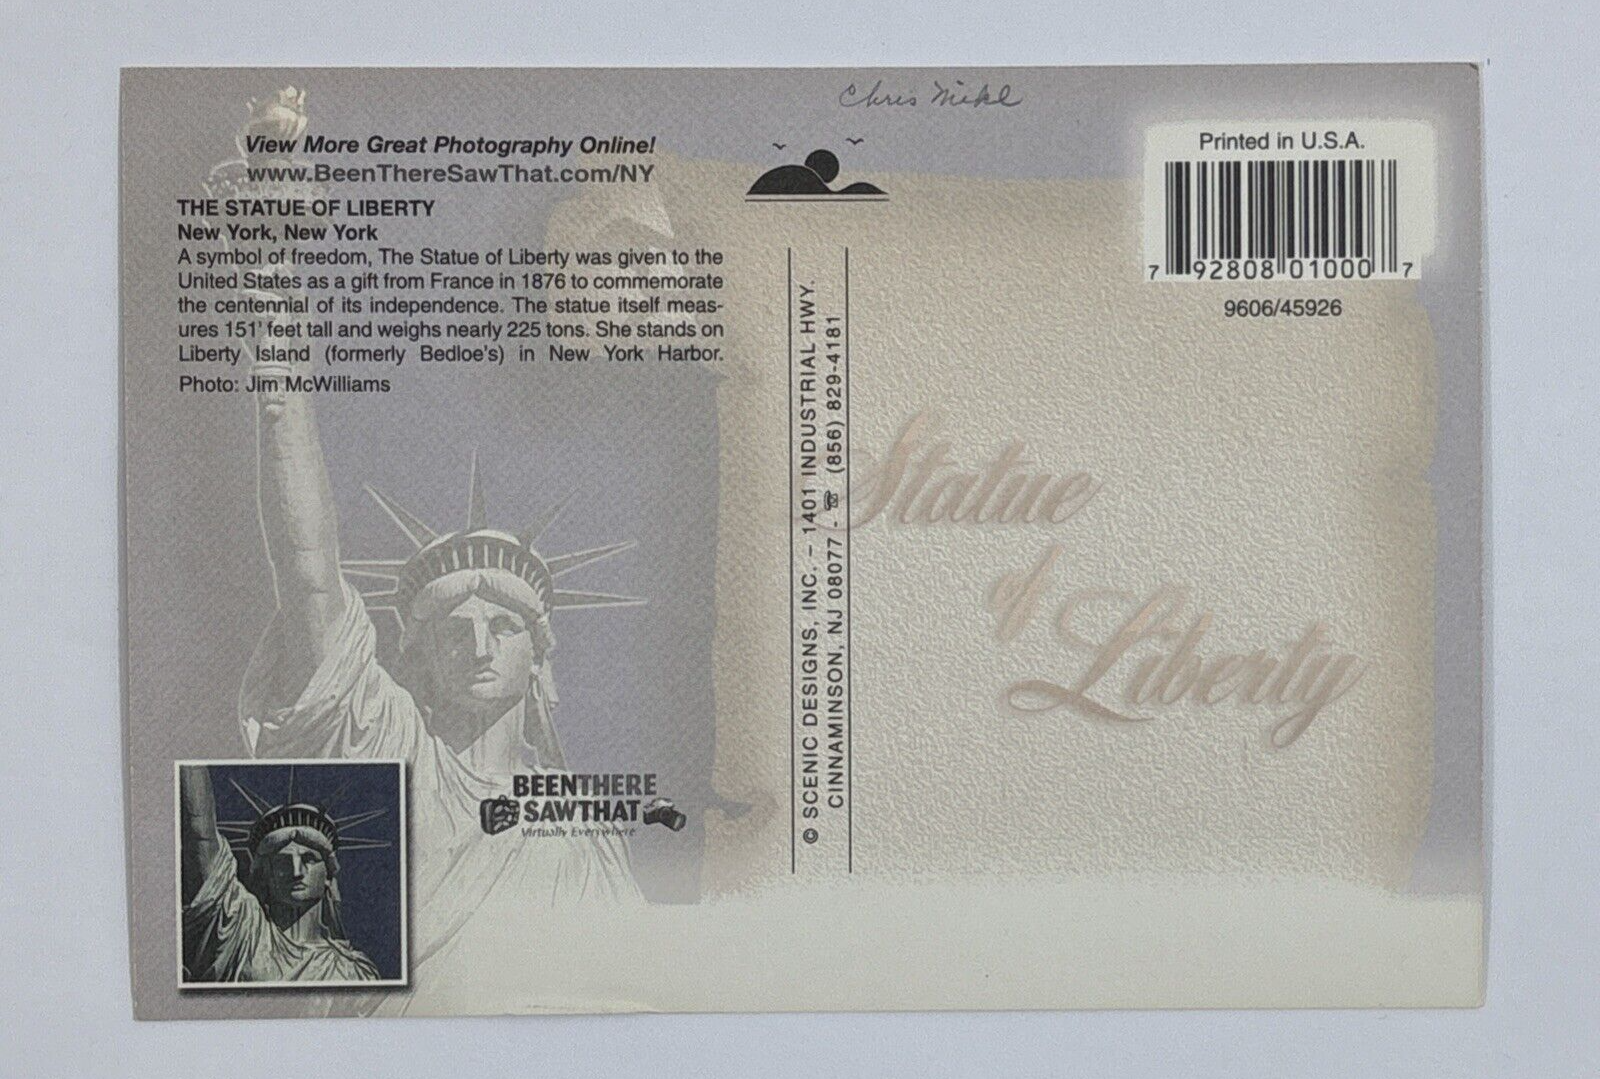 Chris Mikl
View More Great Photography Online!
www.BeenThereSawThat.com/NY
THE STATUE OF LIBERTY
New York, New York
A symbol of freedom, The Statue of Liberty was given to the
United States as a gift from France in 1876 to commemorate
the centennial of its independence. The statue itself meas-
ures 151' feet tall and weighs nearly 225 tons. She stands on
Liberty Island (formerly Bedloe's) in New York Harbor.
Photo: Jim McWilliams
BEENTHERE
SAWTHAT
Virtually Everywhere
© SCENIC DESIGNS, INC. – 1401 INDUSTRIAL HWY.
CINNAMINSON, NJ 08077 - ☎ (856) 829-4181
Printed in U.S.A.
7 92808 01000 7
9606/45926
Statue
of
Liberty